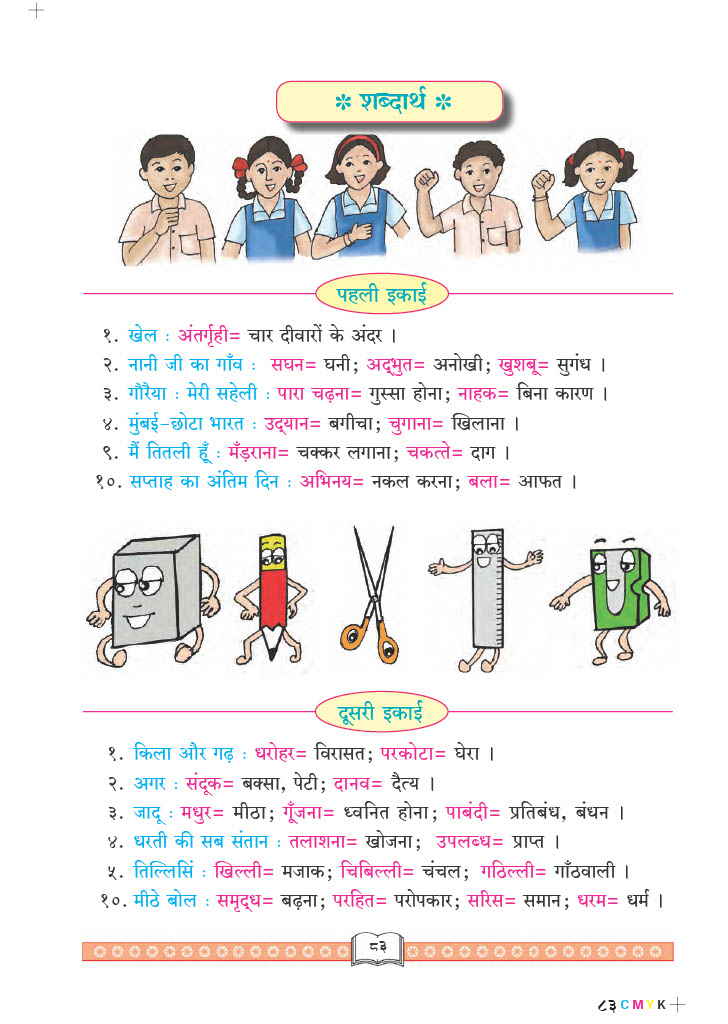 * शब्दार्थ *
पहली इकाई
१. खेल : अंतर्गृही= चार दीवारों के अंदर ।
२. नानी जी का गाँव : सघन= घनी; अद्‌भुत= अनोखी; खुशबू= सुगंध ।
३. गौरैया : मेरी सहेली : पारा चढ़ना= गुस्सा होना; नाहक= बिना कारण ।
४. मुंबई-छोटा भारत : उद्‌यान= बगीचा; चुगाना= खिलाना ।
९. मैं तितली हूँ : मँड़राना= चक्कर लगाना; चकत्ते= दाग ।
१०. सप्ताह का अंतिम दिन : अभिनय= नकल करना; बला= आफत ।
दूसरी इकाई
१. किला और गढ़ : धरोहर= विरासत; परकोटा= घेरा ।
२. अगर : संदूक= बक्सा, पेटी; दानव= दैत्य ।
३. जादू : मधुर= मीठा; गूँजना= ध्वनित होना; पाबंदी= प्रतिबंध, बंधन ।
४. धरती की सब संतान : तलाशना= खोजना; उपलब्ध= प्राप्त ।
५. तिल्लिसिं : खिल्ली= मजाक; चिबिल्ली= चंचल; गठिल्ली= गाँठवाली ।
१०. मीठे बोल : समृद्‌ध= बढ़ना; परहित= परोपकार; सरिस= समान; धरम= धर्म ।
८३
८३ C M Y K